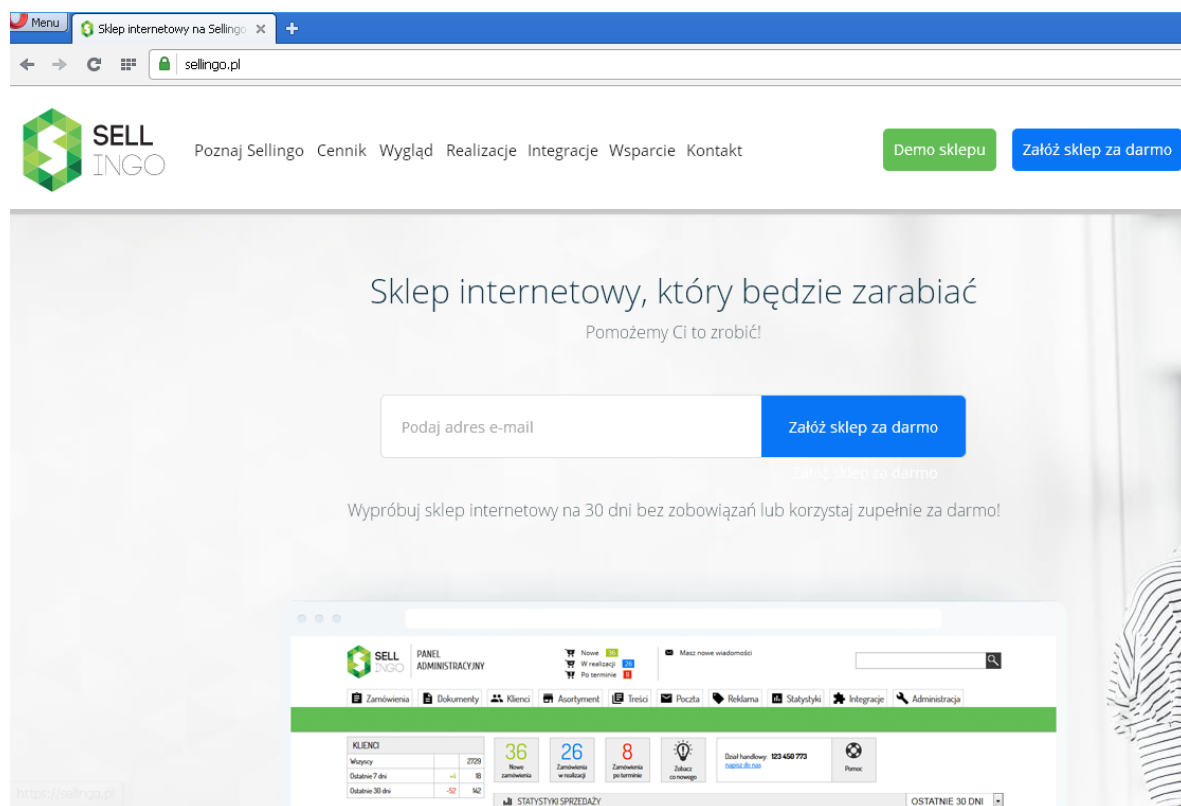 Menu
Sklep internetowy na Sellingo
sellingo.pl
SELL
INGO
Poznaj Sellingo Cennik Wygląd Realizacje Integracje Wsparcie Kontakt
Demo sklepu
Załóż sklep za darmo
Sklep internetowy, który będzie zarabiać
Pomożemy Ci to zrobić!
Podaj adres e-mail
Załóż sklep za darmo
Załóż sklep za darmo
Wypróbuj sklep internetowy na 30 dni bez zobowiązań lub korzystaj zupełnie za darmo!
SELL
INGO
PANEL
ADMINISTRACYJNY
Nowe 36
W realizacji 26
Po terminie 8
Masz nowe wiadomości
Zamówienia Dokumenty Klienci Asortyment Treści Poczta Reklama Statystyki Integracje Administracja
KLIENCI
Wszyscy 2729
Ostatnie 7 dni +4 18
Ostatnie 30 dni -52 142
36
Nowe
zamówienia
26
Zamówienia
w realizacji
8
Zamówienia
po terminie
Zobacz
co nowego
Dział handlowy: 123 450 773
napisz do nas
Pomoc
STATYSTYKI SPRZEDAŻY
OSTATNIE 30 DNI
https://sellingo.pl